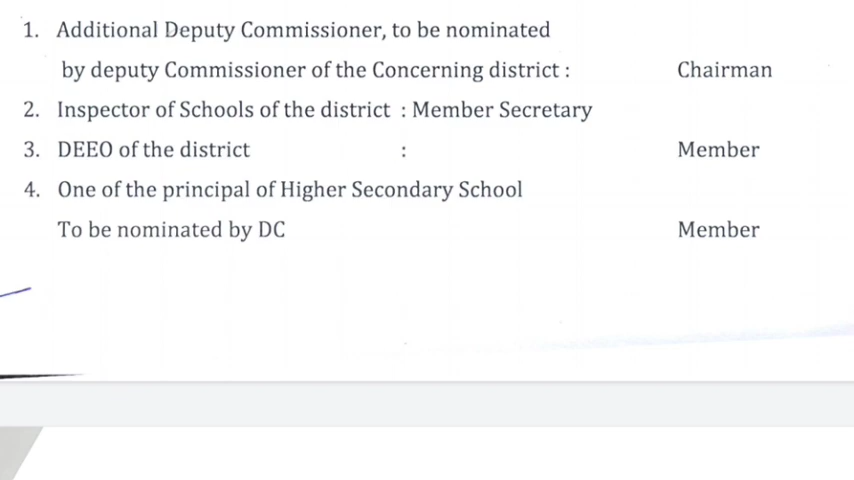 1. Additional Deputy Commissioner, to be nominated
by deputy Commissioner of the Concerning district : Chairman
2. Inspector of Schools of the district : Member Secretary
3. DEEO of the district : Member
4. One of the principal of Higher Secondary School
To be nominated by DC Member